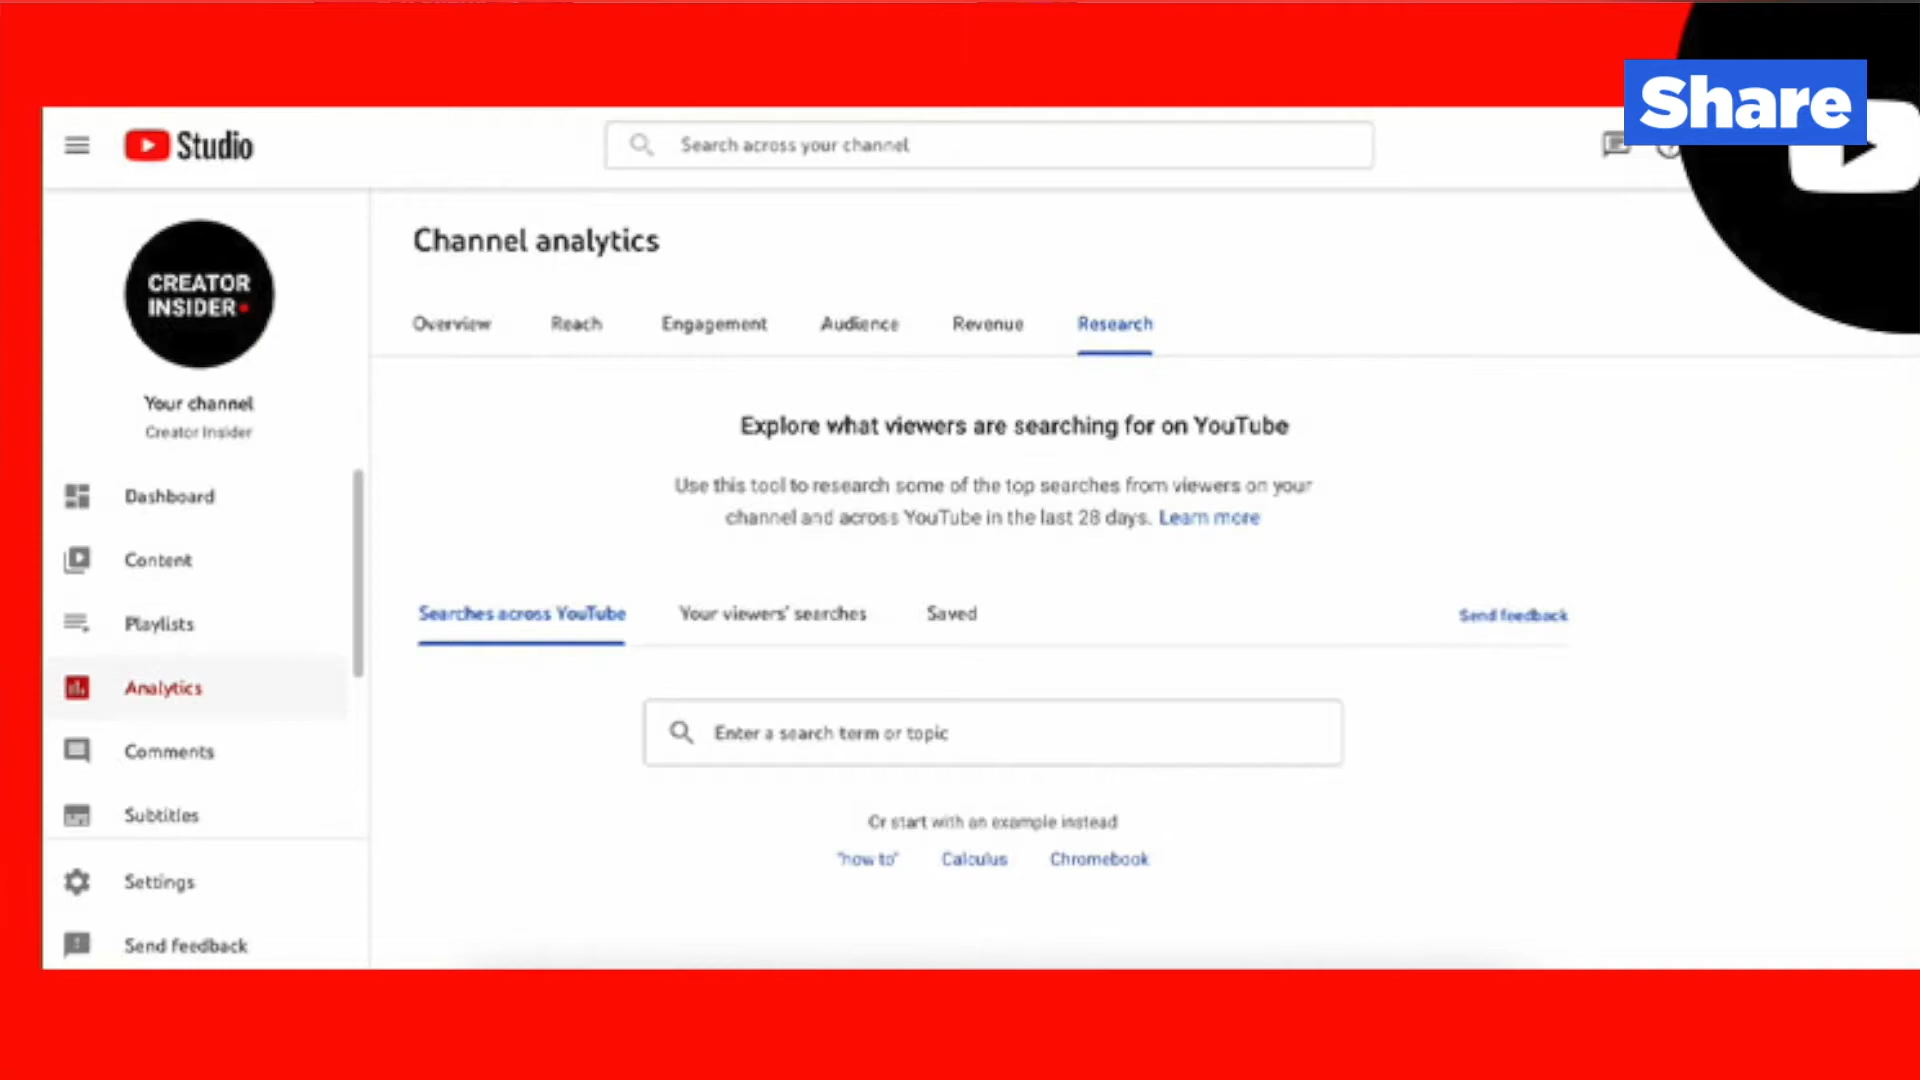 Share
Studio
Search across your channel
CREATOR
INSIDER
Your channel
Creator Insider
Dashboard
Content
Playlists
Analytics
Comments
Subtitles
Settings
Send feedback
Channel analytics
Overview Reach Engagement Audience Revenue Research
Explore what viewers are searching for on YouTube
Use this tool to research some of the top searches from viewers on your
channel and across YouTube in the last 28 days. Learn more
Searches across YouTube Your viewers' searches Saved Send feedback
Enter a search term or topic
Or start with an example instead
"how to" Calculus Chromebook